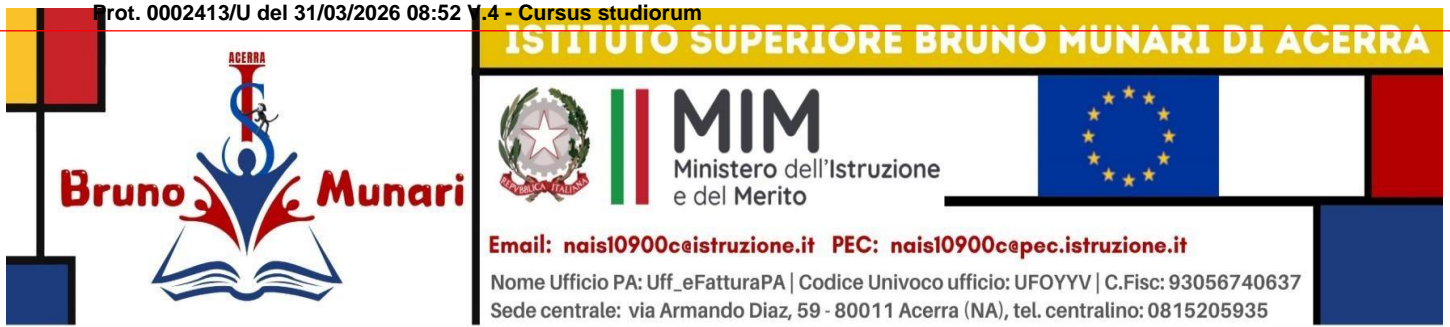 Prot. 0002413/U del 31/03/2026 08:52 V.4 - Cursus studiorum
ISTITUTO SUPERIORE BRUNO MUNARI DI ACERRA
ACERRA
IS
Bruno Munari
REPVBBLICA ITALIANA
MIM
Ministero dell'Istruzione
e del Merito
Email: nais10900c@istruzione.it PEC: nais10900c@pec.istruzione.it
Nome Ufficio PA: Uff_eFatturaPA | Codice Univoco ufficio: UFOYYV | C.Fisc: 93056740637
Sede centrale: via Armando Diaz, 59 - 80011 Acerra (NA), tel. centralino: 0815205935